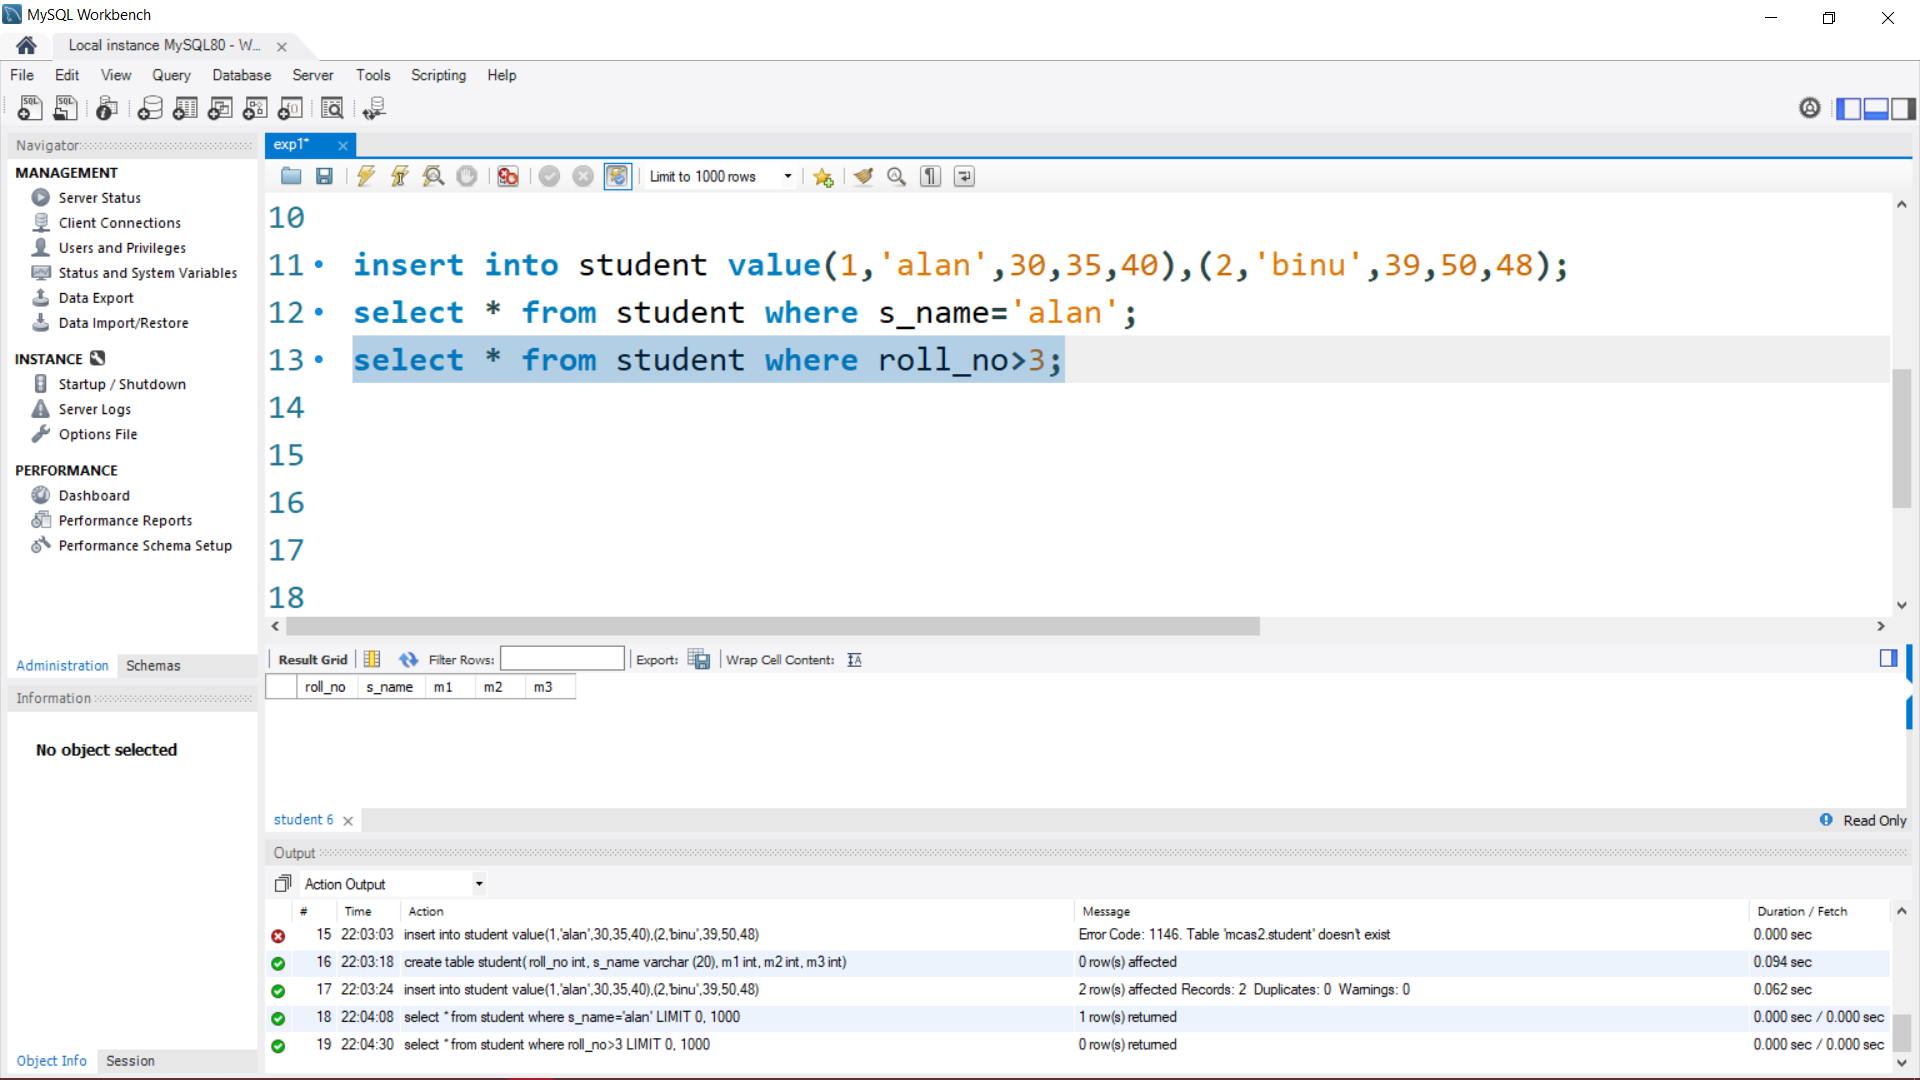 MySQL Workbench
Local instance MySQL80 - W...
File Edit View Query Database Server Tools Scripting Help
Navigator
MANAGEMENT
Server Status
Client Connections
Users and Privileges
Status and System Variables
Data Export
Data Import/Restore
INSTANCE
Startup / Shutdown
Server Logs
Options File
PERFORMANCE
Dashboard
Performance Reports
Performance Schema Setup
Administration Schemas
Information
No object selected
Object Info Session
exp1*
Limit to 1000 rows
10
11 insert into student value(1,'alan',30,35,40),(2,'binu',39,50,48);
12 select * from student where s_name='alan';
13 select * from student where roll_no>3;
14
15
16
17
18
Result Grid Filter Rows: Export: Wrap Cell Content:
roll_no s_name m1 m2 m3
student 6 Read Only
Output
Action Output
# Time Action Message Duration / Fetch
15 22:03:03 insert into student value(1,'alan',30,35,40),(2,'binu',39,50,48) Error Code: 1146. Table 'mcas2.student' doesn't exist 0.000 sec
16 22:03:18 create table student( roll_no int, s_name varchar (20), m1 int, m2 int, m3 int) 0 row(s) affected 0.094 sec
17 22:03:24 insert into student value(1,'alan',30,35,40),(2,'binu',39,50,48) 2 row(s) affected Records: 2 Duplicates: 0 Warnings: 0 0.062 sec
18 22:04:08 select * from student where s_name='alan' LIMIT 0, 1000 1 row(s) returned 0.000 sec / 0.000 sec
19 22:04:30 select * from student where roll_no>3 LIMIT 0, 1000 0 row(s) returned 0.000 sec / 0.000 sec